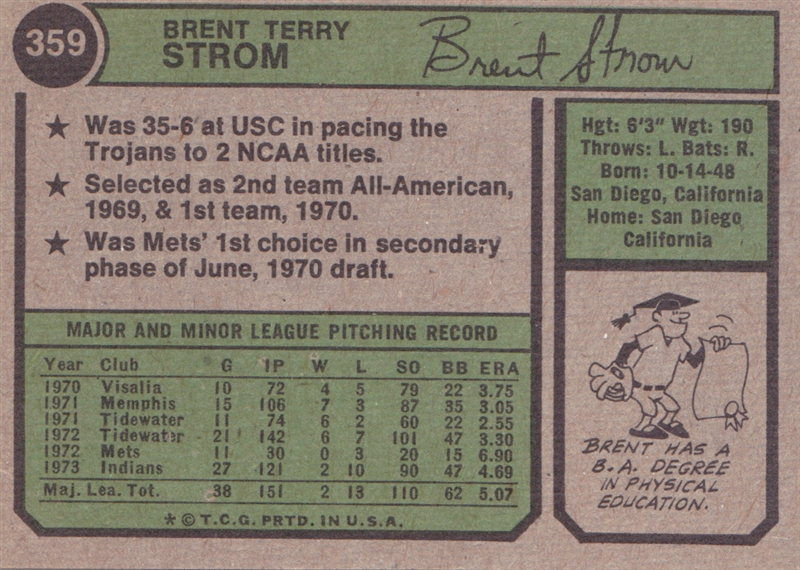 359
BRENT TERRY
STROM
Brent Strom
★ Was 35-6 at USC in pacing the
Trojans to 2 NCAA titles.
★ Selected as 2nd team All-American,
1969, & 1st team, 1970.
★ Was Mets' 1st choice in secondary
phase of June, 1970 draft.
Hgt: 6'3" Wgt: 190
Throws: L. Bats: R.
Born: 10-14-48
San Diego, California
Home: San Diego
California
MAJOR AND MINOR LEAGUE PITCHING RECORD
Year Club G IP W L SO BB ERA
1970 Visalia 10 72 4 5 79 22 3.75
1971 Memphis 15 106 7 3 87 35 3.05
1971 Tidewater 11 74 6 2 60 22 2.55
1972 Tidewater 21 142 6 7 101 47 3.30
1972 Mets 11 30 0 3 20 15 6.90
1973 Indians 27 121 2 10 90 47 4.69
Maj. Lea. Tot. 38 151 2 13 110 62 5.07
* © T.C.G. PRTD. IN U.S.A.
BRENT HAS A
B.A. DEGREE
IN PHYSICAL
EDUCATION.